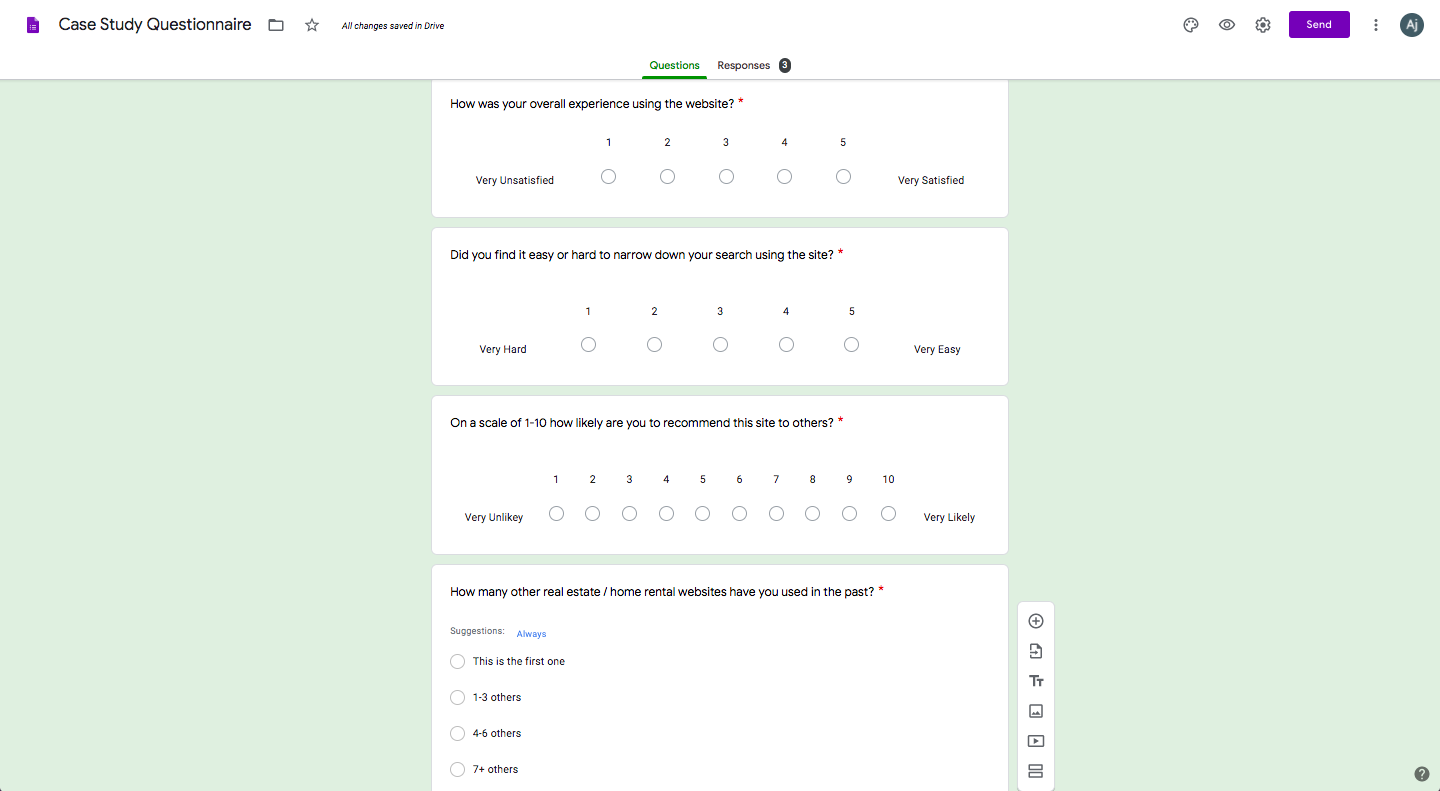 Case Study Questionnaire All changes saved in Drive Send Aj
Questions Responses 3
How was your overall experience using the website? *
1 2 3 4 5
Very Unsatisfied Very Satisfied
Did you find it easy or hard to narrow down your search using the site? *
1 2 3 4 5
Very Hard Very Easy
On a scale of 1-10 how likely are you to recommend this site to others? *
1 2 3 4 5 6 7 8 9 10
Very Unlikey Very Likely
How many other real estate / home rental websites have you used in the past? *
Suggestions: Always
This is the first one
1-3 others
4-6 others
7+ others